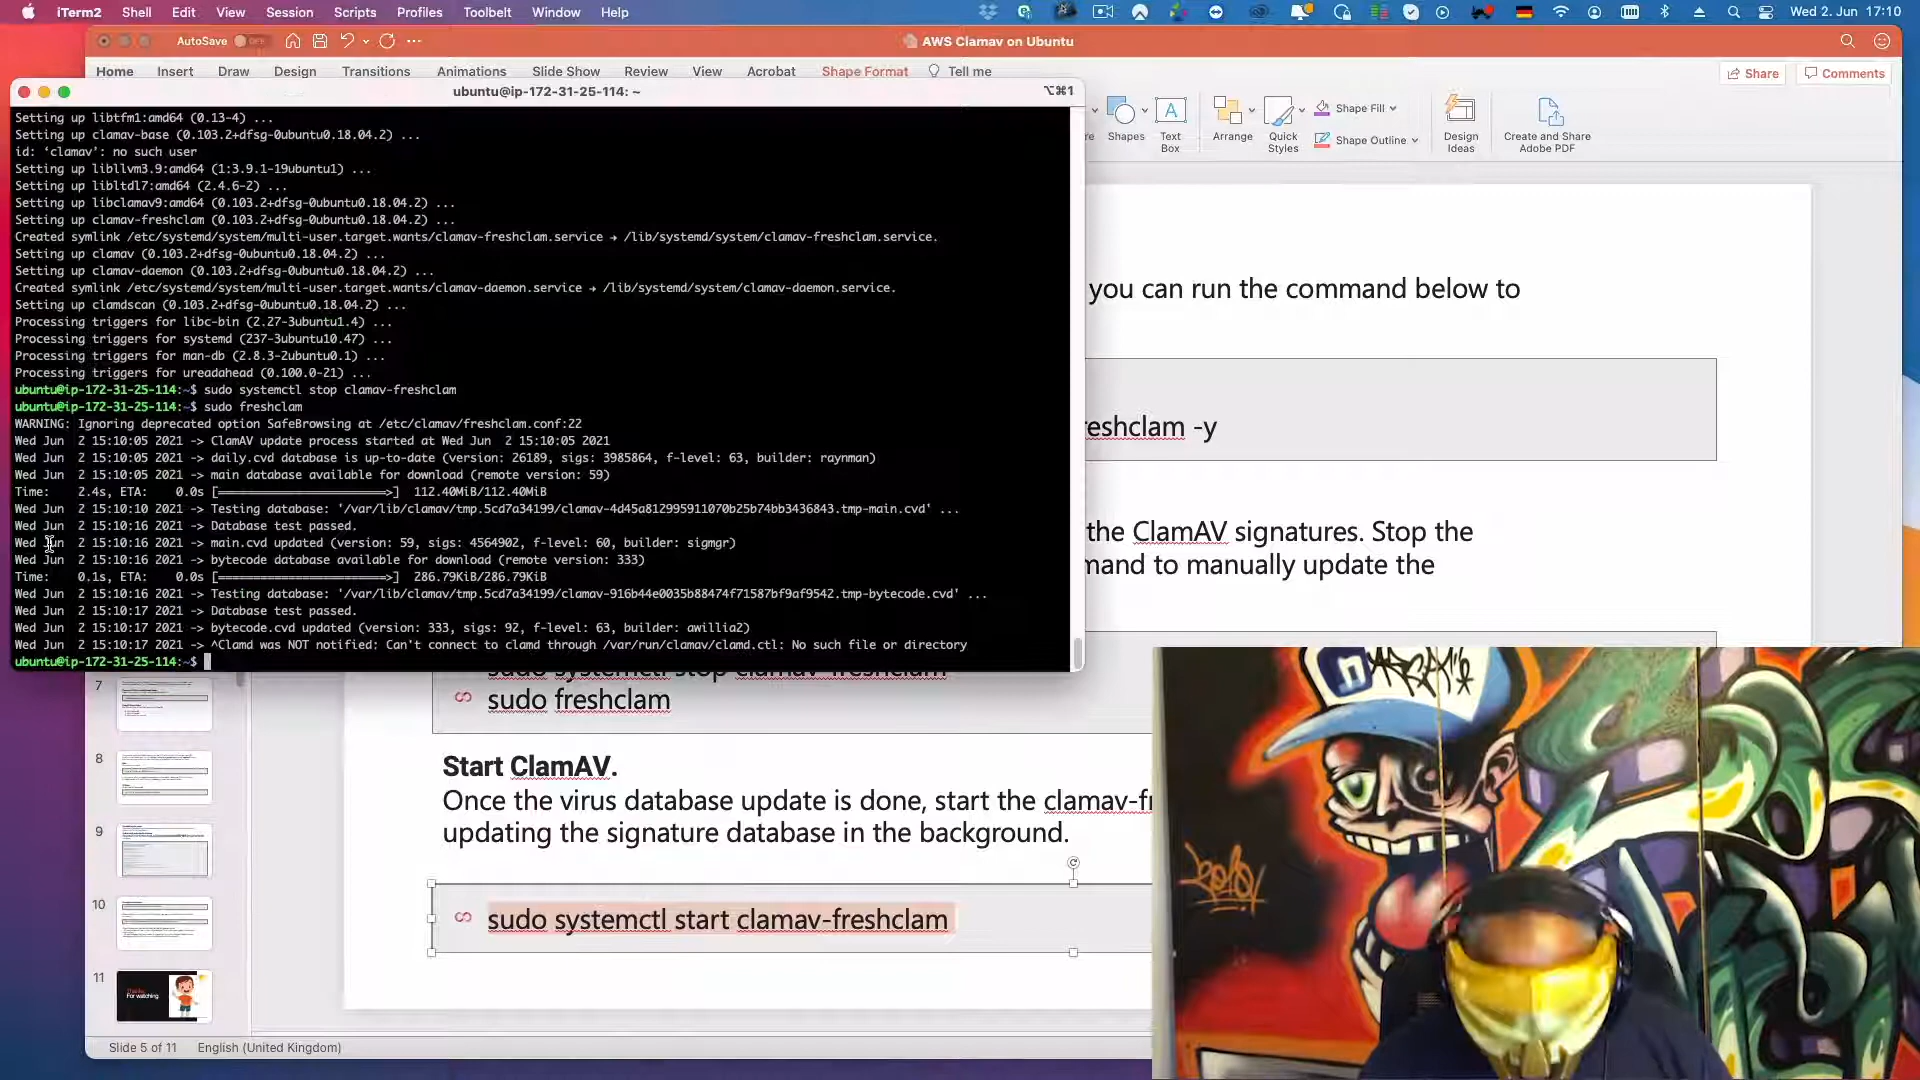 iTerm2 Shell Edit View Session Scripts Profiles Toolbelt Window Help Wed 2. Jun 17:10
AutoSave OFF AWS Clamav on Ubuntu
Home Insert Draw Design Transitions Animations Slide Show Review View Acrobat Shape Format Tell me Share Comments
ubuntu@ip-172-31-25-114: ~ ⌥⌘1
Shapes Text Box Arrange Quick Styles Shape Fill Shape Outline Design Ideas Create and Share Adobe PDF
Setting up libtfm1:amd64 (0.13-4) ...
Setting up clamav-base (0.103.2+dfsg-0ubuntu0.18.04.2) ...
id: ‘clamav’: no such user
Setting up libllvm3.9:amd64 (1:3.9.1-19ubuntu1) ...
Setting up libltdl7:amd64 (2.4.6-2) ...
Setting up libclamav9:amd64 (0.103.2+dfsg-0ubuntu0.18.04.2) ...
Setting up clamav-freshclam (0.103.2+dfsg-0ubuntu0.18.04.2) ...
Created symlink /etc/systemd/system/multi-user.target.wants/clamav-freshclam.service → /lib/systemd/system/clamav-freshclam.service.
Setting up clamav (0.103.2+dfsg-0ubuntu0.18.04.2) ...
Setting up clamav-daemon (0.103.2+dfsg-0ubuntu0.18.04.2) ...
Created symlink /etc/systemd/system/multi-user.target.wants/clamav-daemon.service → /lib/systemd/system/clamav-daemon.service.
Setting up clamdscan (0.103.2+dfsg-0ubuntu0.18.04.2) ...
Processing triggers for libc-bin (2.27-3ubuntu1.4) ...
Processing triggers for systemd (237-3ubuntu10.47) ...
Processing triggers for man-db (2.8.3-2ubuntu0.1) ...
Processing triggers for ureadahead (0.100.0-21) ...
ubuntu@ip-172-31-25-114:~$ sudo systemctl stop clamav-freshclam
ubuntu@ip-172-31-25-114:~$ sudo freshclam
WARNING: Ignoring deprecated option SafeBrowsing at /etc/clamav/freshclam.conf:22
Wed Jun  2 15:10:05 2021 -> ClamAV update process started at Wed Jun  2 15:10:05 2021
Wed Jun  2 15:10:05 2021 -> daily.cvd database is up-to-date (version: 26189, sigs: 3985864, f-level: 63, builder: raynman)
Wed Jun  2 15:10:05 2021 -> main database available for download (remote version: 59)
Time:    2.4s, ETA:    0.0s [========================>]  112.40MiB/112.40MiB
Wed Jun  2 15:10:10 2021 -> Testing database: '/var/lib/clamav/tmp.5cd7a34199/clamav-4d45a812995911070b25b74bb3436843.tmp-main.cvd' ...
Wed Jun  2 15:10:16 2021 -> Database test passed.
Wed Jun  2 15:10:16 2021 -> main.cvd updated (version: 59, sigs: 4564902, f-level: 60, builder: sigmgr)
Wed Jun  2 15:10:16 2021 -> bytecode database available for download (remote version: 333)
Time:    0.1s, ETA:    0.0s [========================>]  286.79KiB/286.79KiB
Wed Jun  2 15:10:16 2021 -> Testing database: '/var/lib/clamav/tmp.5cd7a34199/clamav-916b44e0035b88474f71587bf9af9542.tmp-bytecode.cvd' ...
Wed Jun  2 15:10:17 2021 -> Database test passed.
Wed Jun  2 15:10:17 2021 -> bytecode.cvd updated (version: 333, sigs: 92, f-level: 63, builder: awillia2)
Wed Jun  2 15:10:17 2021 -> ^Clamd was NOT notified: Can't connect to clamd through /var/run/clamav/clamd.ctl: No such file or directory
ubuntu@ip-172-31-25-114:~$
you can run the command below to
eshclam -y
the ClamAV signatures. Stop the
mand to manually update the
sudo systemctl stop clamav-freshclam
sudo freshclam
Start ClamAV.
Once the virus database update is done, start the clamav-fr
updating the signature database in the background.
sudo systemctl start clamav-freshclam
7
8
9
10
11
Thanks
For watching
Slide 5 of 11 English (United Kingdom)